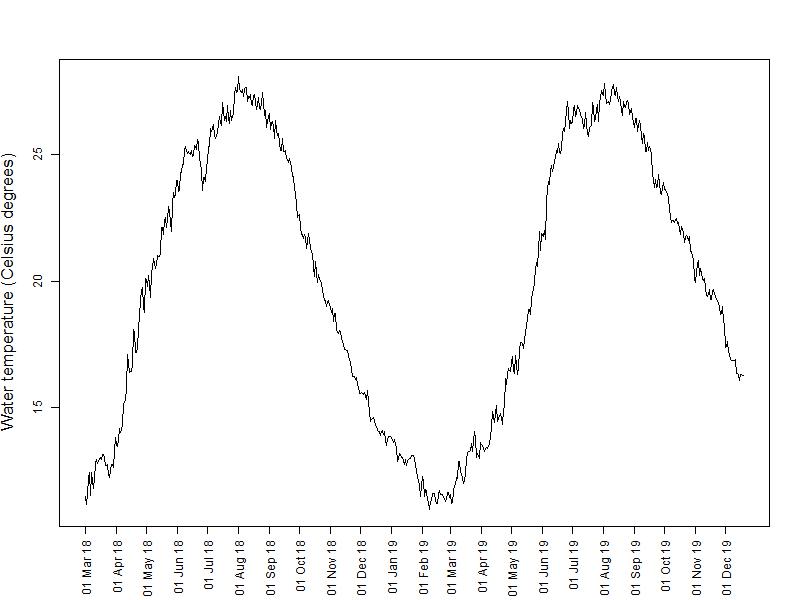 Water temperature (Celsius degrees)
25
20
15
01 Mar 18
01 Apr 18
01 May 18
01 Jun 18
01 Jul 18
01 Aug 18
01 Sep 18
01 Oct 18
01 Nov 18
01 Dec 18
01 Jan 19
01 Feb 19
01 Mar 19
01 Apr 19
01 May 19
01 Jun 19
01 Jul 19
01 Aug 19
01 Sep 19
01 Oct 19
01 Nov 19
01 Dec 19